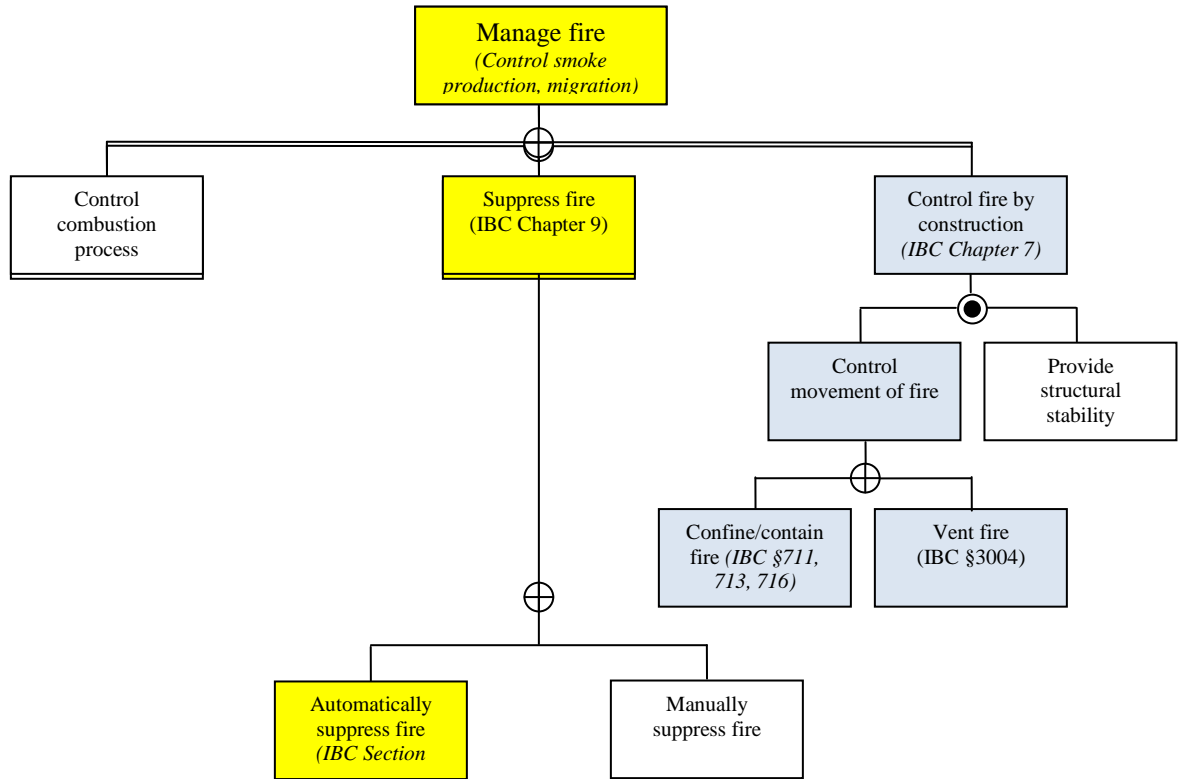 Manage fire
(Control smoke
production, migration)
Control
combustion
process
Suppress fire
(IBC Chapter 9)
Control fire by
construction
(IBC Chapter 7)
Control
movement of fire
Provide
structural
stability
Confine/contain
fire (IBC §711,
713, 716)
Vent fire
(IBC §3004)
Automatically
suppress fire
(IBC Section
Manually
suppress fire